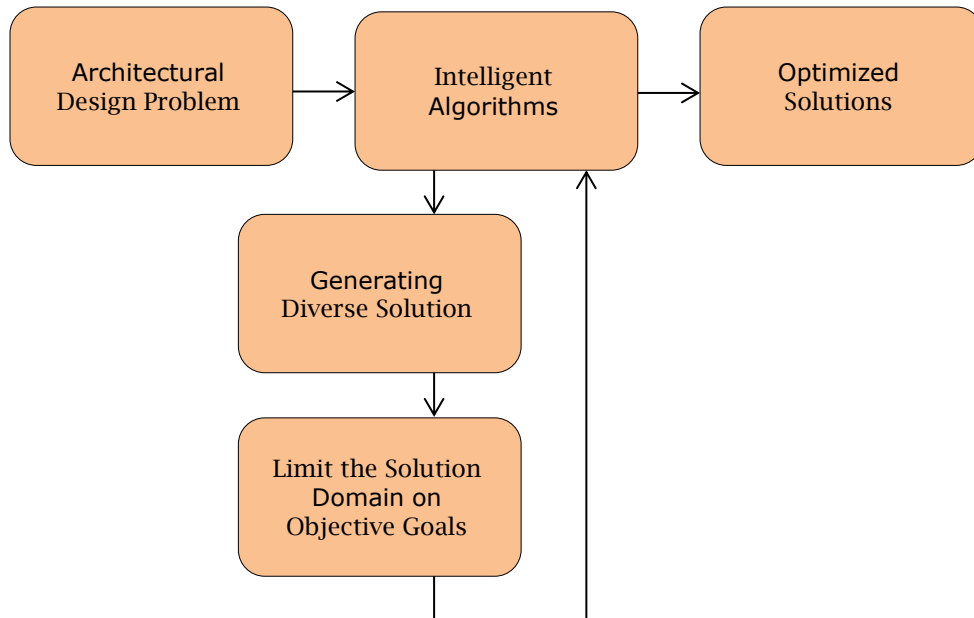 Architectural
Design Problem
Intelligent
Algorithms
Optimized
Solutions
Generating
Diverse Solution
Limit the Solution
Domain on
Objective Goals